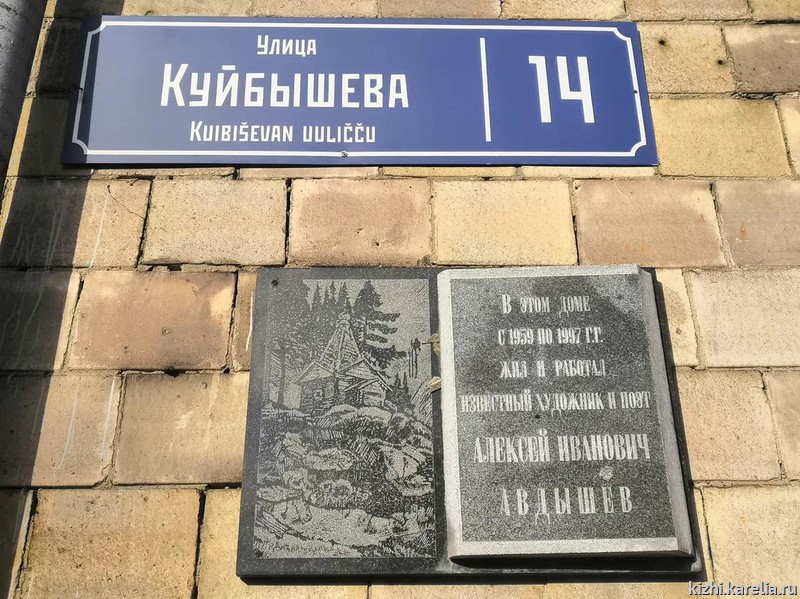 Улица
Куйбышева
Kuibiševan uuličču
14
В ЭТОМ ДОМЕ
С 1959 ПО 1997 Г.Г.
ЖИЛ И РАБОТАЛ
ИЗВЕСТНЫЙ ХУДОЖНИК И ПОЭТ
АЛЕКСЕЙ ИВАНОВИЧ
АВДЫШЕВ
kizhi.karelia.ru